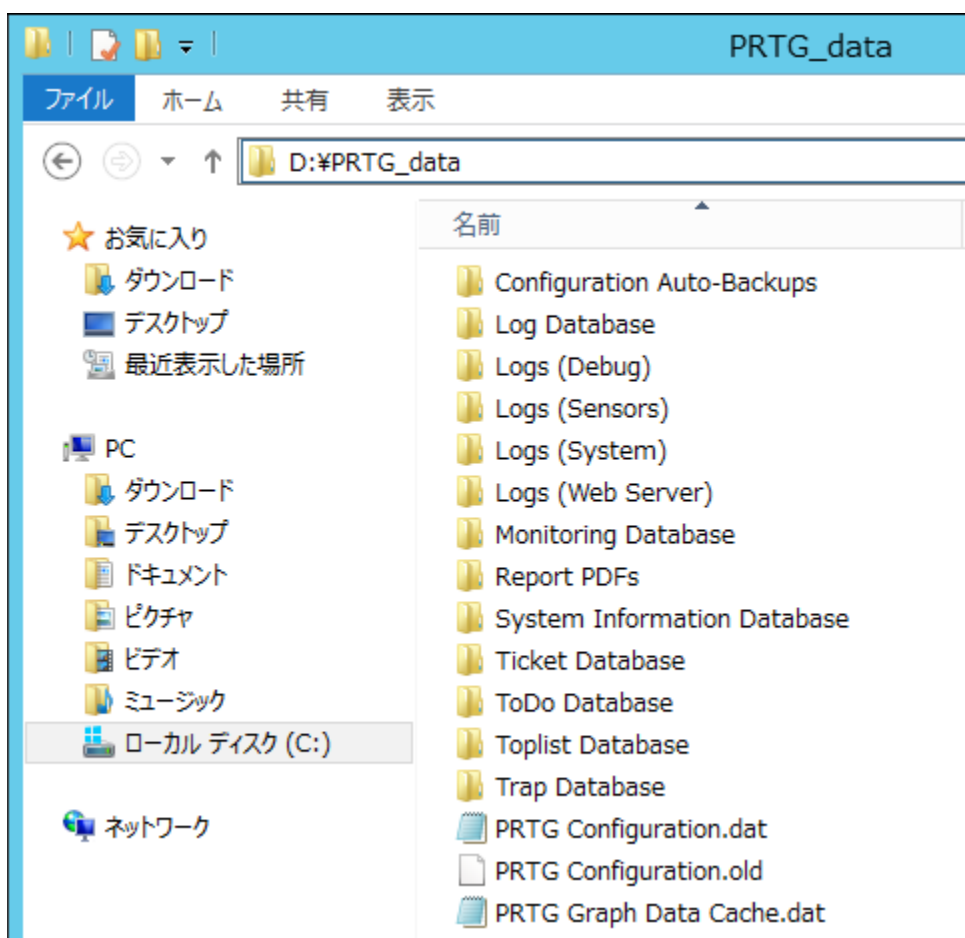 PRTG_data
ファイル ホーム 共有 表示
D:¥PRTG_data
お気に入り
ダウンロード
デスクトップ
最近表示した場所
PC
ダウンロード
デスクトップ
ドキュメント
ピクチャ
ビデオ
ミュージック
ローカル ディスク (C:)
ネットワーク
名前
Configuration Auto-Backups
Log Database
Logs (Debug)
Logs (Sensors)
Logs (System)
Logs (Web Server)
Monitoring Database
Report PDFs
System Information Database
Ticket Database
ToDo Database
Toplist Database
Trap Database
PRTG Configuration.dat
PRTG Configuration.old
PRTG Graph Data Cache.dat